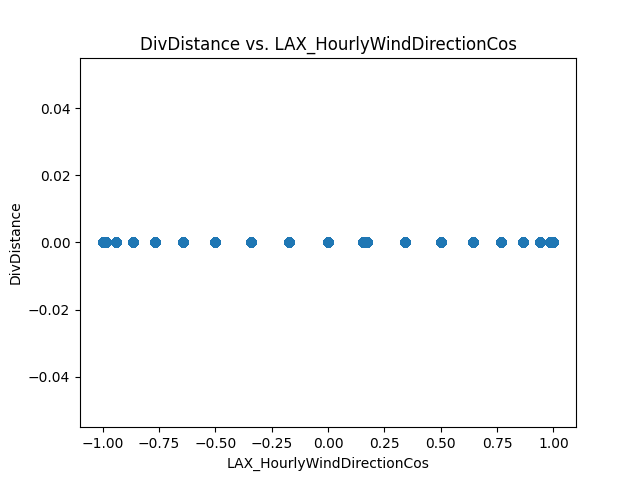 DivDistance vs. LAX_HourlyWindDirectionCos
0.04
0.02
0.00
−0.02
−0.04
DivDistance
−1.00 −0.75 −0.50 −0.25 0.00 0.25 0.50 0.75 1.00
LAX_HourlyWindDirectionCos